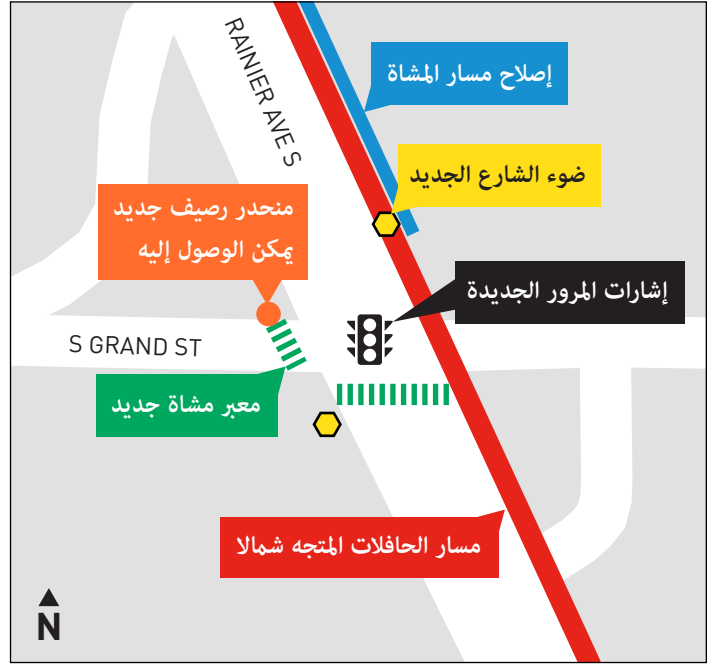 RAINIER AVE S
إصلاح مسار المشاة
ضوء الشارع الجديد
منحدر رصيف جديد
يمكن الوصول إليه
إشارات المرور الجديدة
S GRAND ST
معبر مشاة جديد
مسار الحافلات المتجه شمالا
N